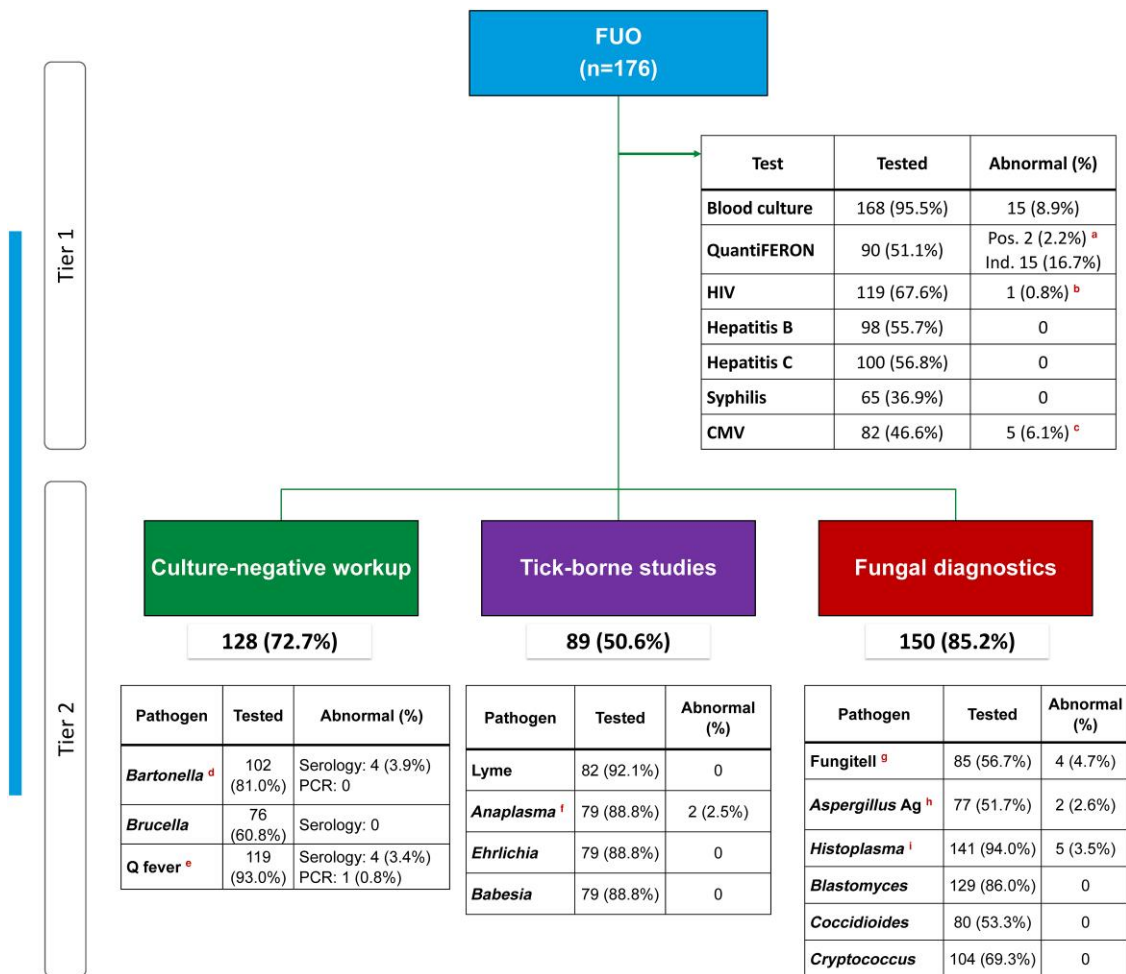 FUO
(n=176)
Tier 1
Test Tested Abnormal (%)
Blood culture 168 (95.5%) 15 (8.9%)
QuantiFERON 90 (51.1%) Pos. 2 (2.2%) a
Ind. 15 (16.7%)
HIV 119 (67.6%) 1 (0.8%) b
Hepatitis B 98 (55.7%) 0
Hepatitis C 100 (56.8%) 0
Syphilis 65 (36.9%) 0
CMV 82 (46.6%) 5 (6.1%) c
Tier 2
Culture-negative workup
128 (72.7%)
Pathogen Tested Abnormal (%)
Bartonella d 102 (81.0%) Serology: 4 (3.9%)
PCR: 0
Brucella 76 (60.8%) Serology: 0
Q fever e 119 (93.0%) Serology: 4 (3.4%)
PCR: 1 (0.8%)
Tick-borne studies
89 (50.6%)
Pathogen Tested Abnormal (%)
Lyme 82 (92.1%) 0
Anaplasma f 79 (88.8%) 2 (2.5%)
Ehrlichia 79 (88.8%) 0
Babesia 79 (88.8%) 0
Fungal diagnostics
150 (85.2%)
Pathogen Tested Abnormal (%)
Fungitell g 85 (56.7%) 4 (4.7%)
Aspergillus Ag h 77 (51.7%) 2 (2.6%)
Histoplasma i 141 (94.0%) 5 (3.5%)
Blastomyces 129 (86.0%) 0
Coccidioides 80 (53.3%) 0
Cryptococcus 104 (69.3%) 0